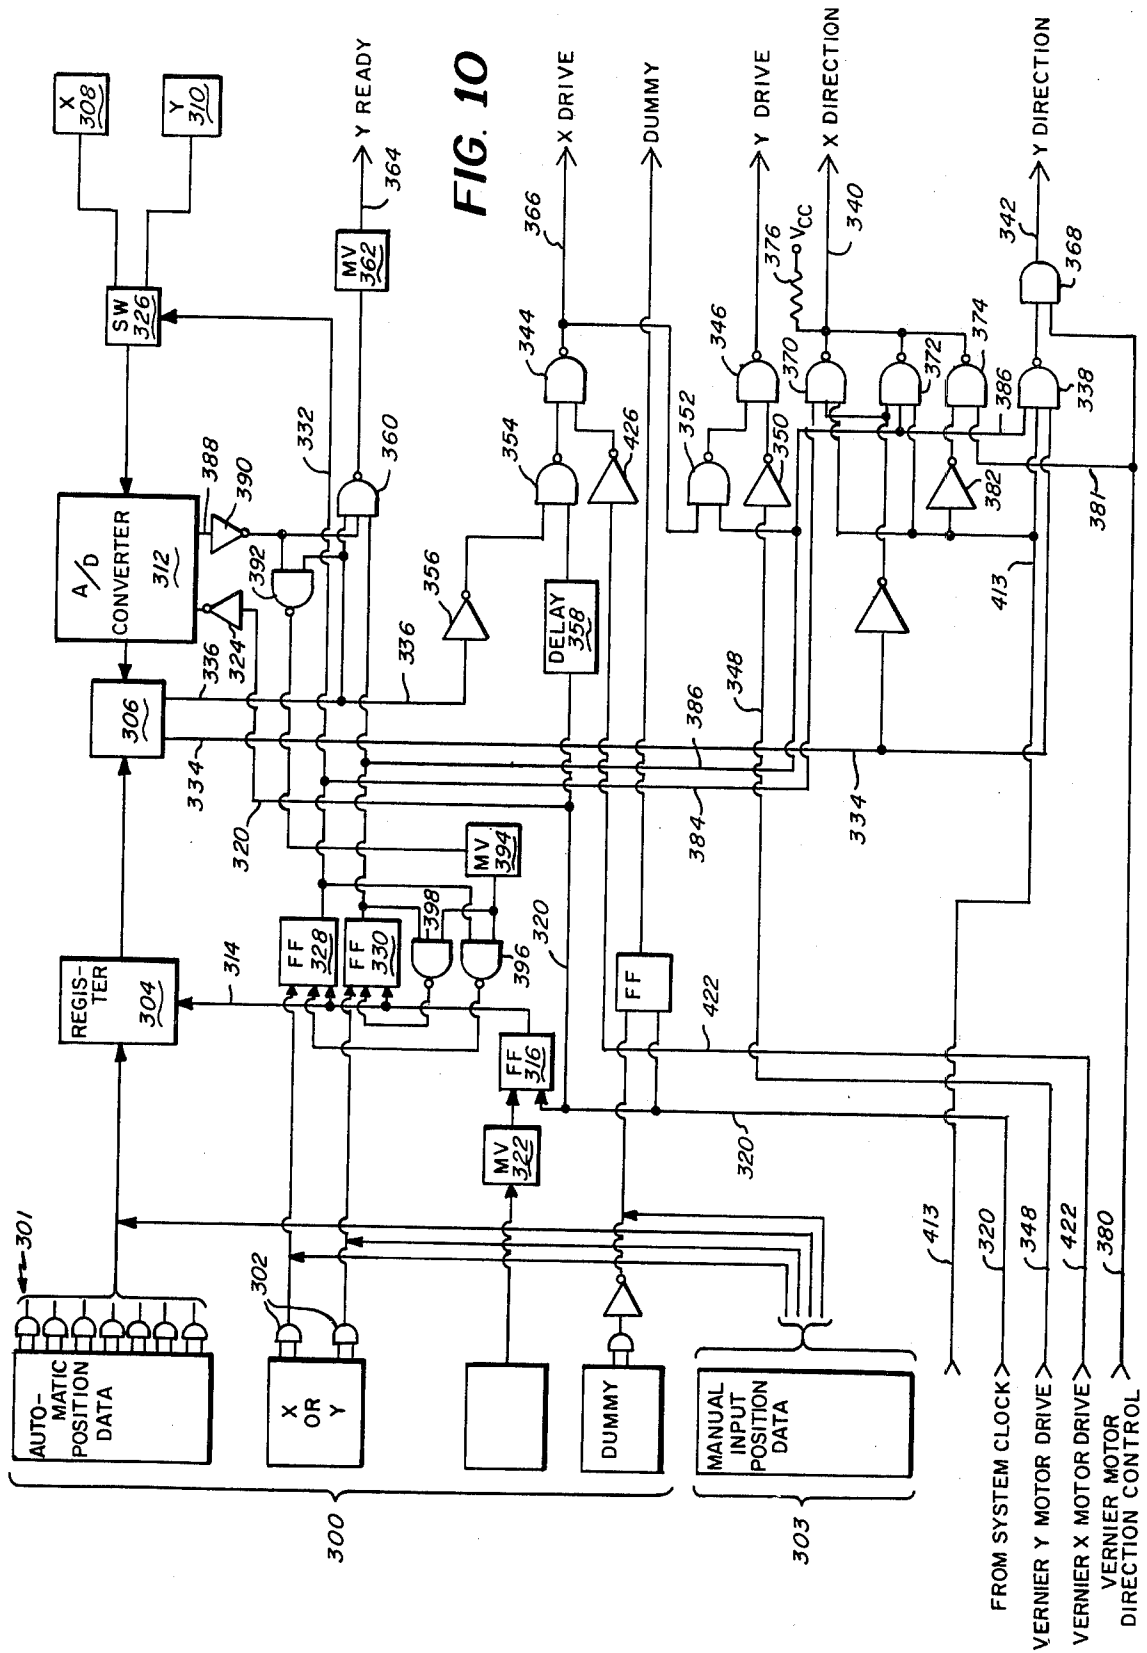 FIG. 10
X
308
Y
310
SW
326
A/D
CONVERTER
312
306
REGIS-
TER
304
301
AUTO-
MATIC
POSITION
DATA
300
302
X
OR
Y
DUMMY
303
MANUAL
INPUT
POSITION
DATA
314
FF
328
FF
330
398
396
MV
394
FF
316
MV
322
FF
320
320
320
334
336
324
392
388
390
332
360
MV
362
364
Y READY
336
356
354
344
366
X DRIVE
DELAY
358
426
DUMMY
352
346
350
Y DRIVE
348
386
384
334
370
376
VCC
X DIRECTION
340
372
374
382
386
381
338
368
342
Y DIRECTION
413
422
413
320
348
422
380
FROM SYSTEM CLOCK
VERNIER Y MOTOR DRIVE
VERNIER X MOTOR DRIVE
VERNIER MOTOR
DIRECTION CONTROL